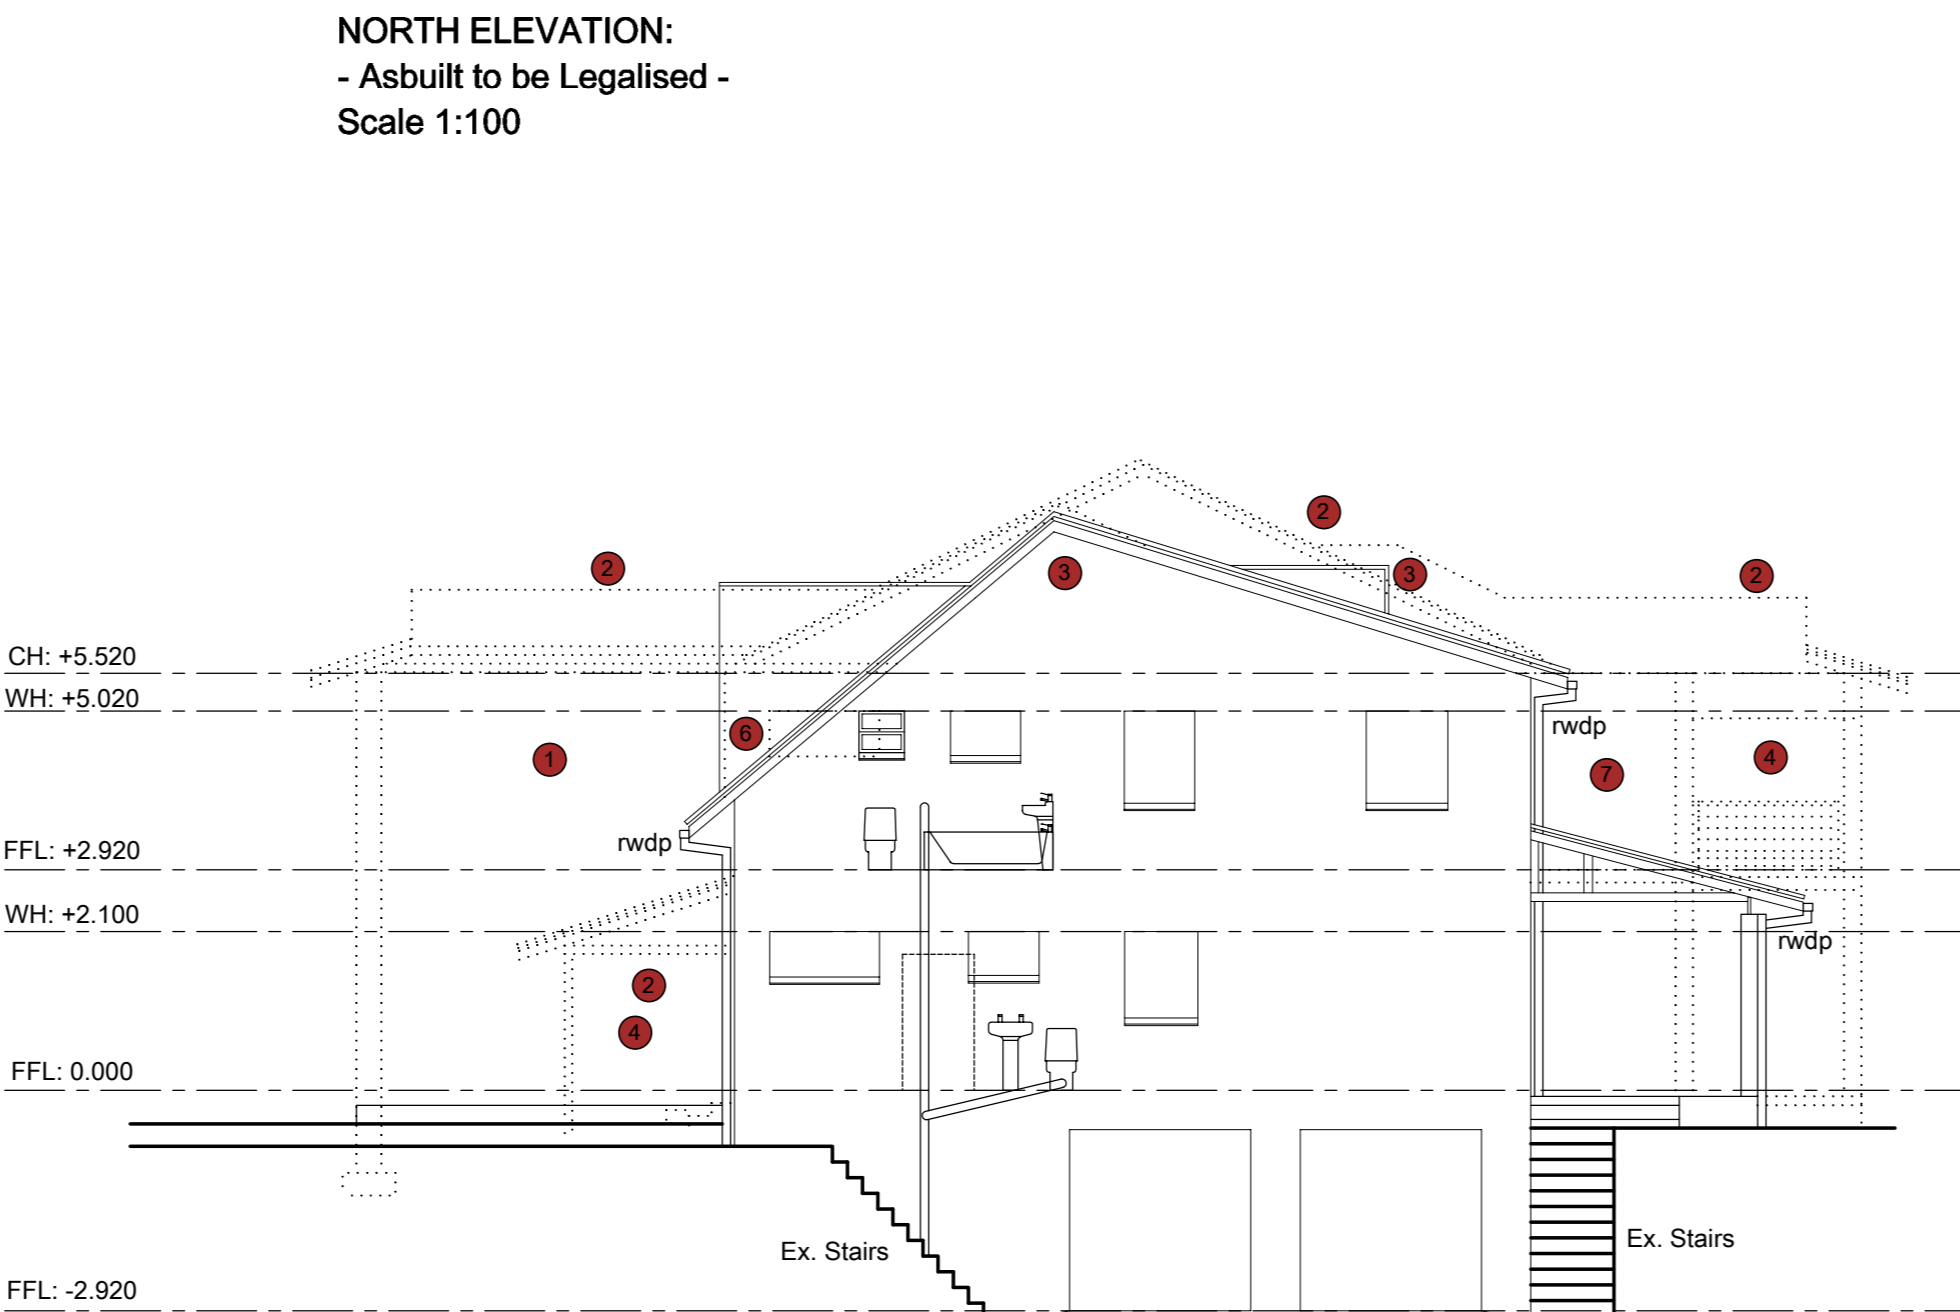 NORTH ELEVATION:
- Asbuilt to be Legalised -
Scale 1:100
2
2
3
3
2
CH: +5.520
WH: +5.020
6
rwdp
1
4
7
rwdp
FFL: +2.920
WH: +2.100
rwdp
2
4
FFL: 0.000
Ex. Stairs
Ex. Stairs
FFL: -2.920